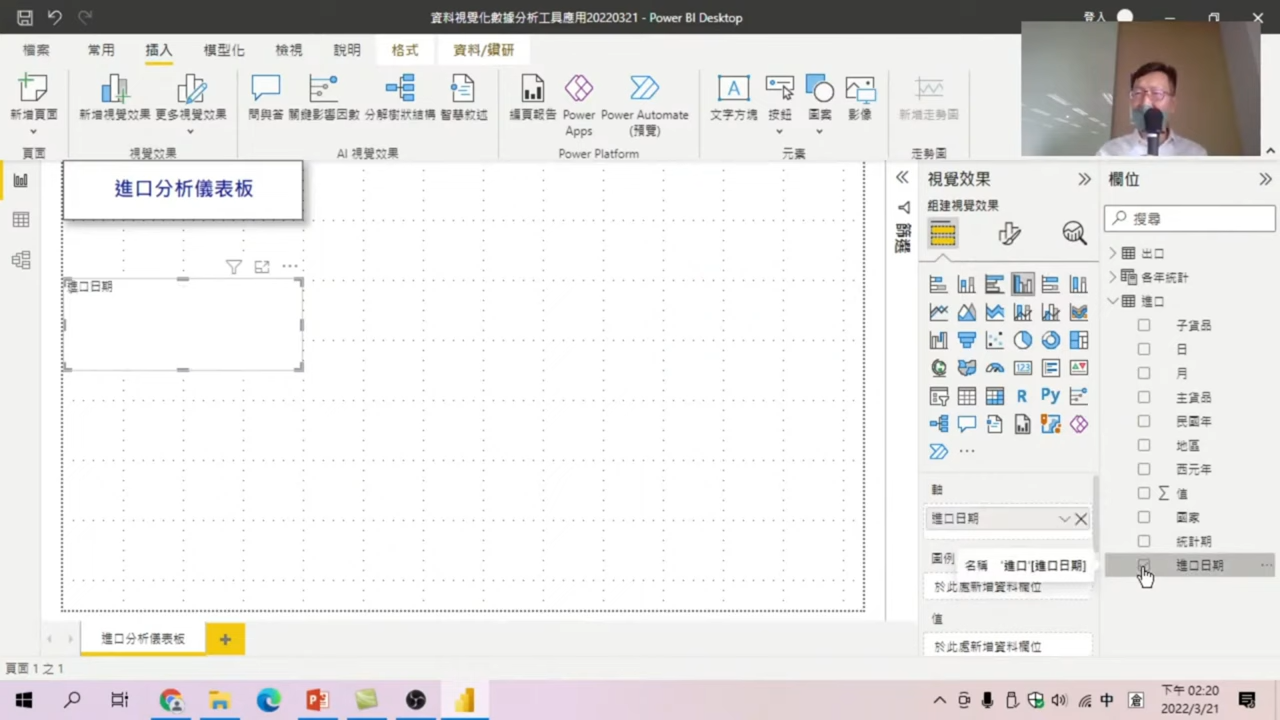 資料視覺化數據分析工具應用20220321 - Power BI Desktop
登入
檔案 常用 插入 模型化 檢視 說明 格式 資料/鑽研
新增頁面 新增視覺效果 更多視覺效果 問與答 關鍵影響因數 分解樹狀結構 智慧敘述 編頁報告 Power Apps Power Automate (預覽) 文字方塊 按鈕 圖案 影像 新增走勢圖
頁面 視覺效果 AI 視覺效果 Power Platform 元素 走勢圖
進口分析儀表板
進口日期
篩選
視覺效果
組建視覺效果
R Py
123
軸
進口日期
圖例
名稱 '進口'[進口日期]
於此處新增資料欄位
值
於此處新增資料欄位
欄位
搜尋
出口
各年統計
進口
子貨品
日
月
主貨品
民國年
地區
西元年
Σ 值
國家
統計期
進口日期
進口分析儀表板
頁面 1 之 1
中 倉
下午 02:20
2022/3/21